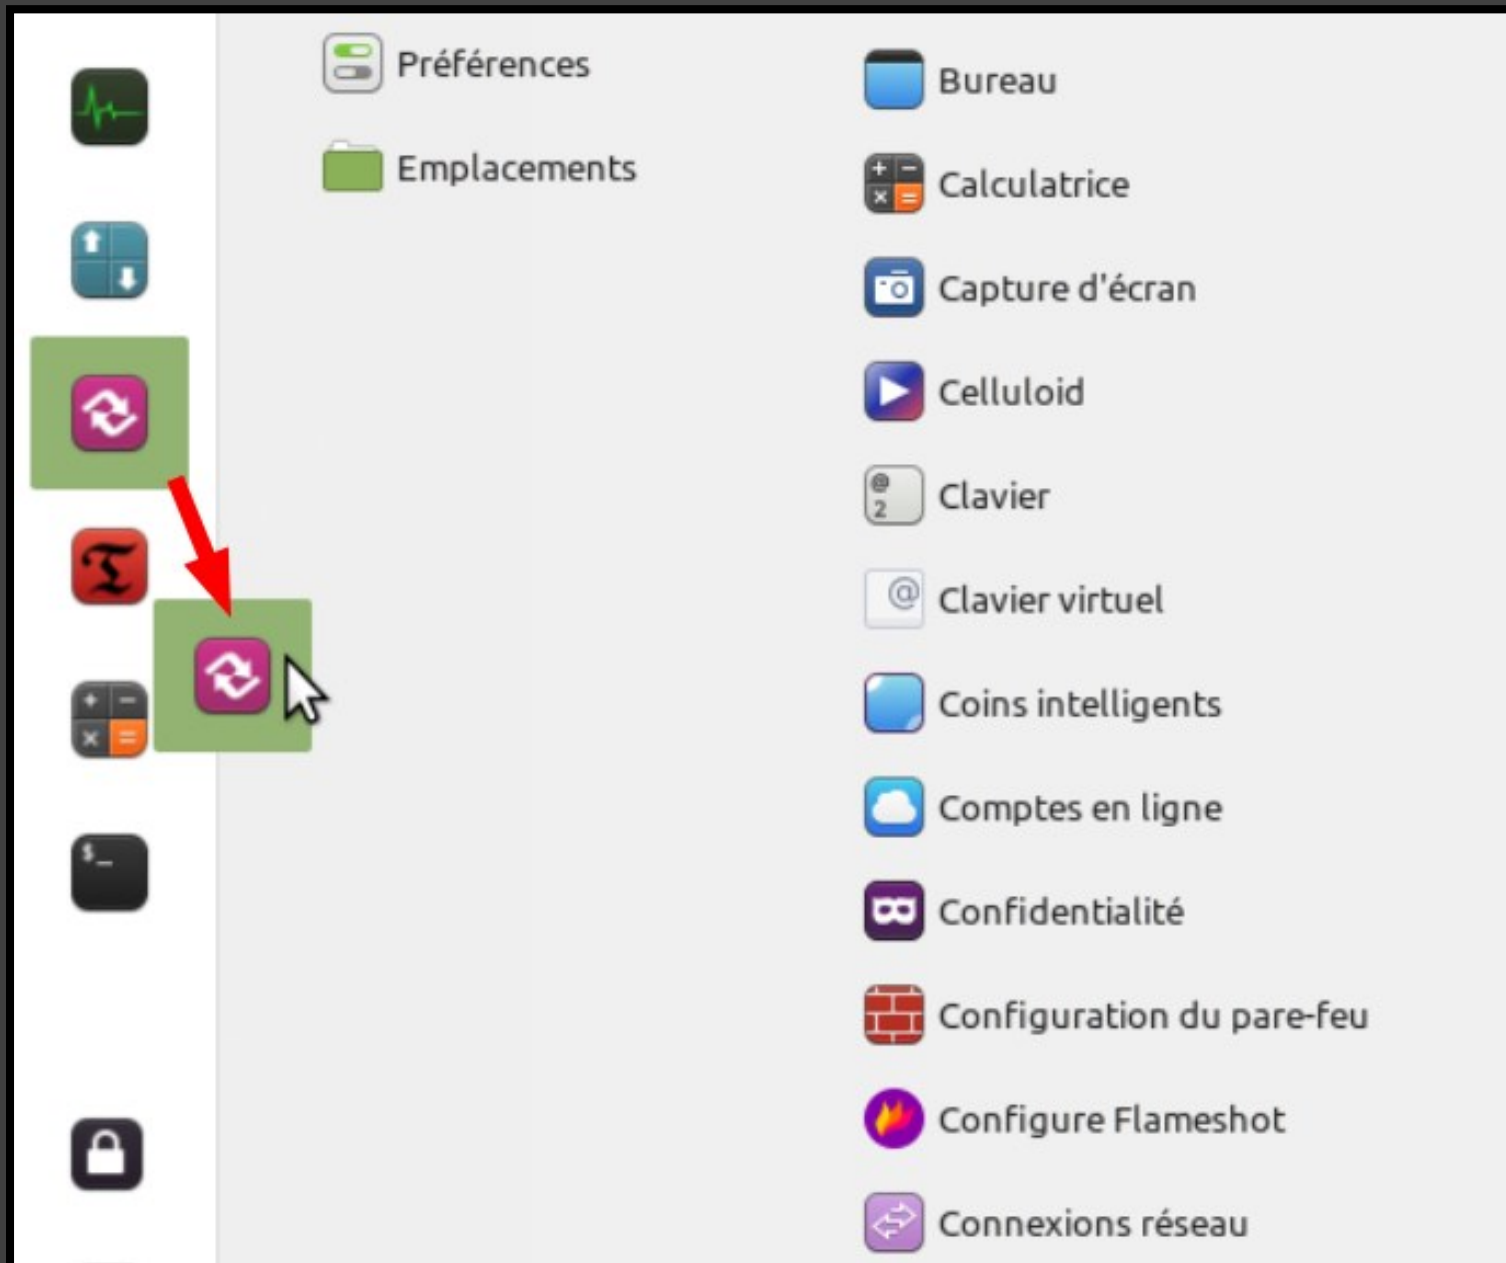 Préférences
Emplacements
Bureau
Calculatrice
Capture d'écran
Celluloid
Clavier
Clavier virtuel
Coins intelligents
Comptes en ligne
Confidentialité
Configuration du pare-feu
Configure Flameshot
Connexions réseau